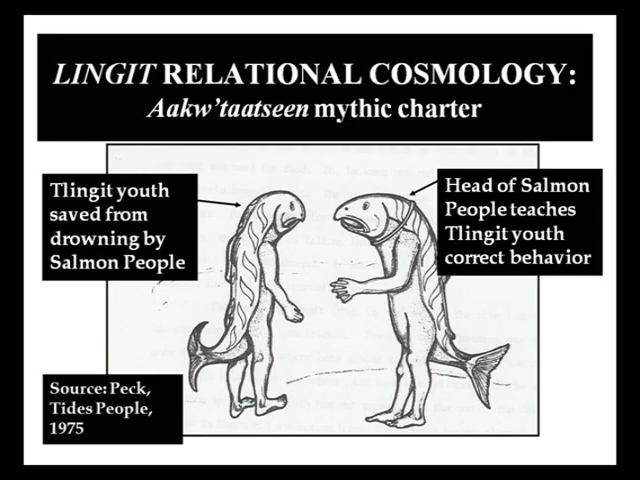 LINGIT RELATIONAL COSMOLOGY:
Aakw’taatseen mythic charter
Tlingit youth
saved from
drowning by
Salmon People
Head of Salmon
People teaches
Tlingit youth
correct behavior
Source: Peck,
Tides People,
1975